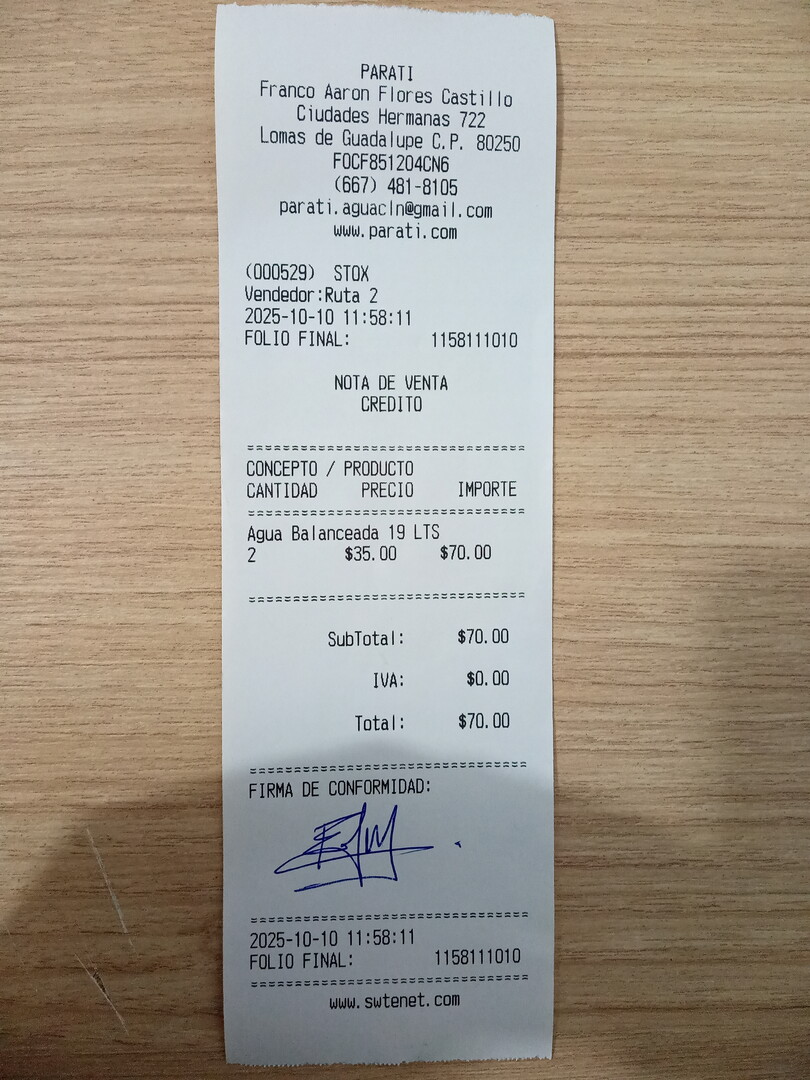 PARATI
Franco Aaron Flores Castillo
Ciudades Hermanas 722
Lomas de Guadalupe C.P. 80250
FOCF851204CN6
(667) 481-8105
parati.aguacln@gmail.com
www.parati.com
(000529) STOX
Vendedor:Ruta 2
2025-10-10 11:58:11
FOLIO FINAL: 1158111010
NOTA DE VENTA
CREDITO
CONCEPTO / PRODUCTO
CANTIDAD PRECIO IMPORTE
Agua Balanceada 19 LTS
2 $35.00 $70.00
SubTotal: $70.00
IVA: $0.00
Total: $70.00
FIRMA DE CONFORMIDAD:
2025-10-10 11:58:11
FOLIO FINAL: 1158111010
www.swtenet.com